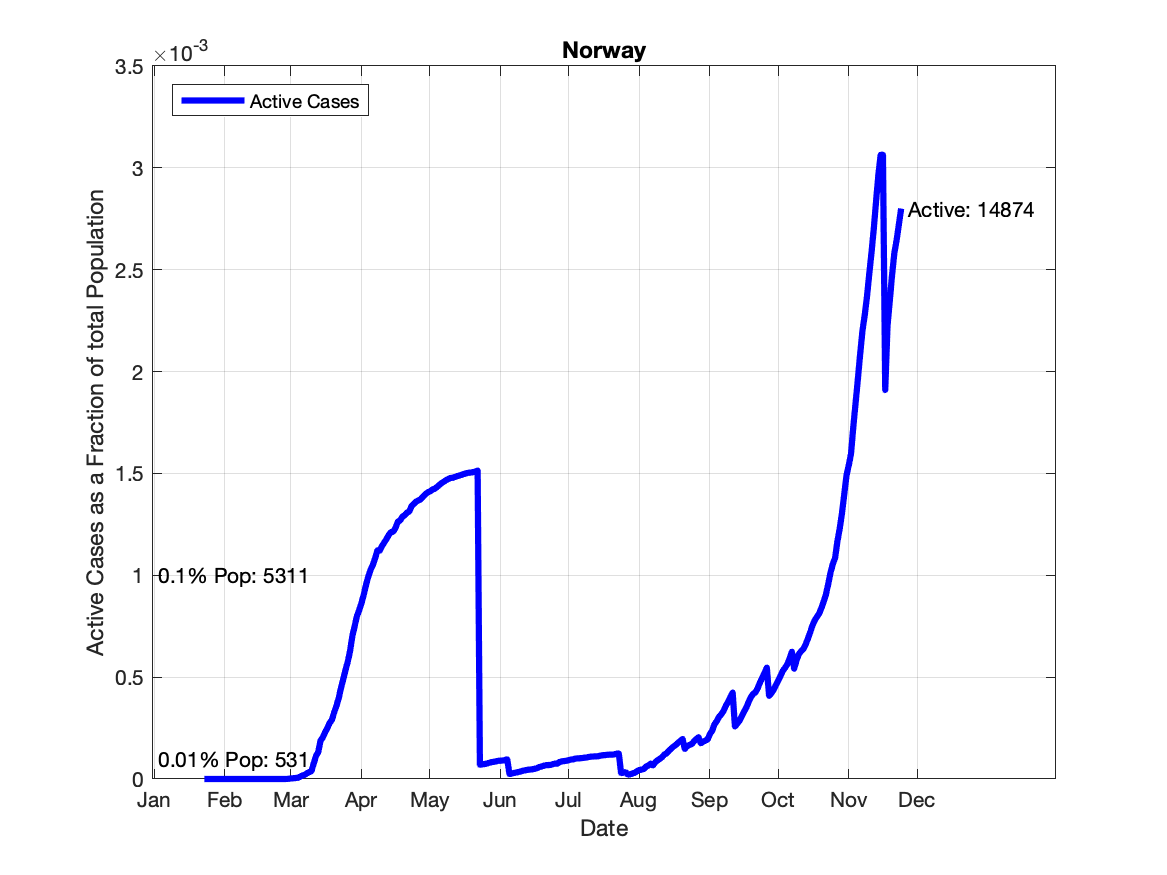 Norway
×10-3
3.5
3
2.5
2
1.5
1
0.5
0
Active Cases as a Fraction of total Population
Active Cases
Active: 14874
0.1% Pop: 5311
0.01% Pop: 531
Jan Feb Mar Apr May Jun Jul Aug Sep Oct Nov Dec
Date